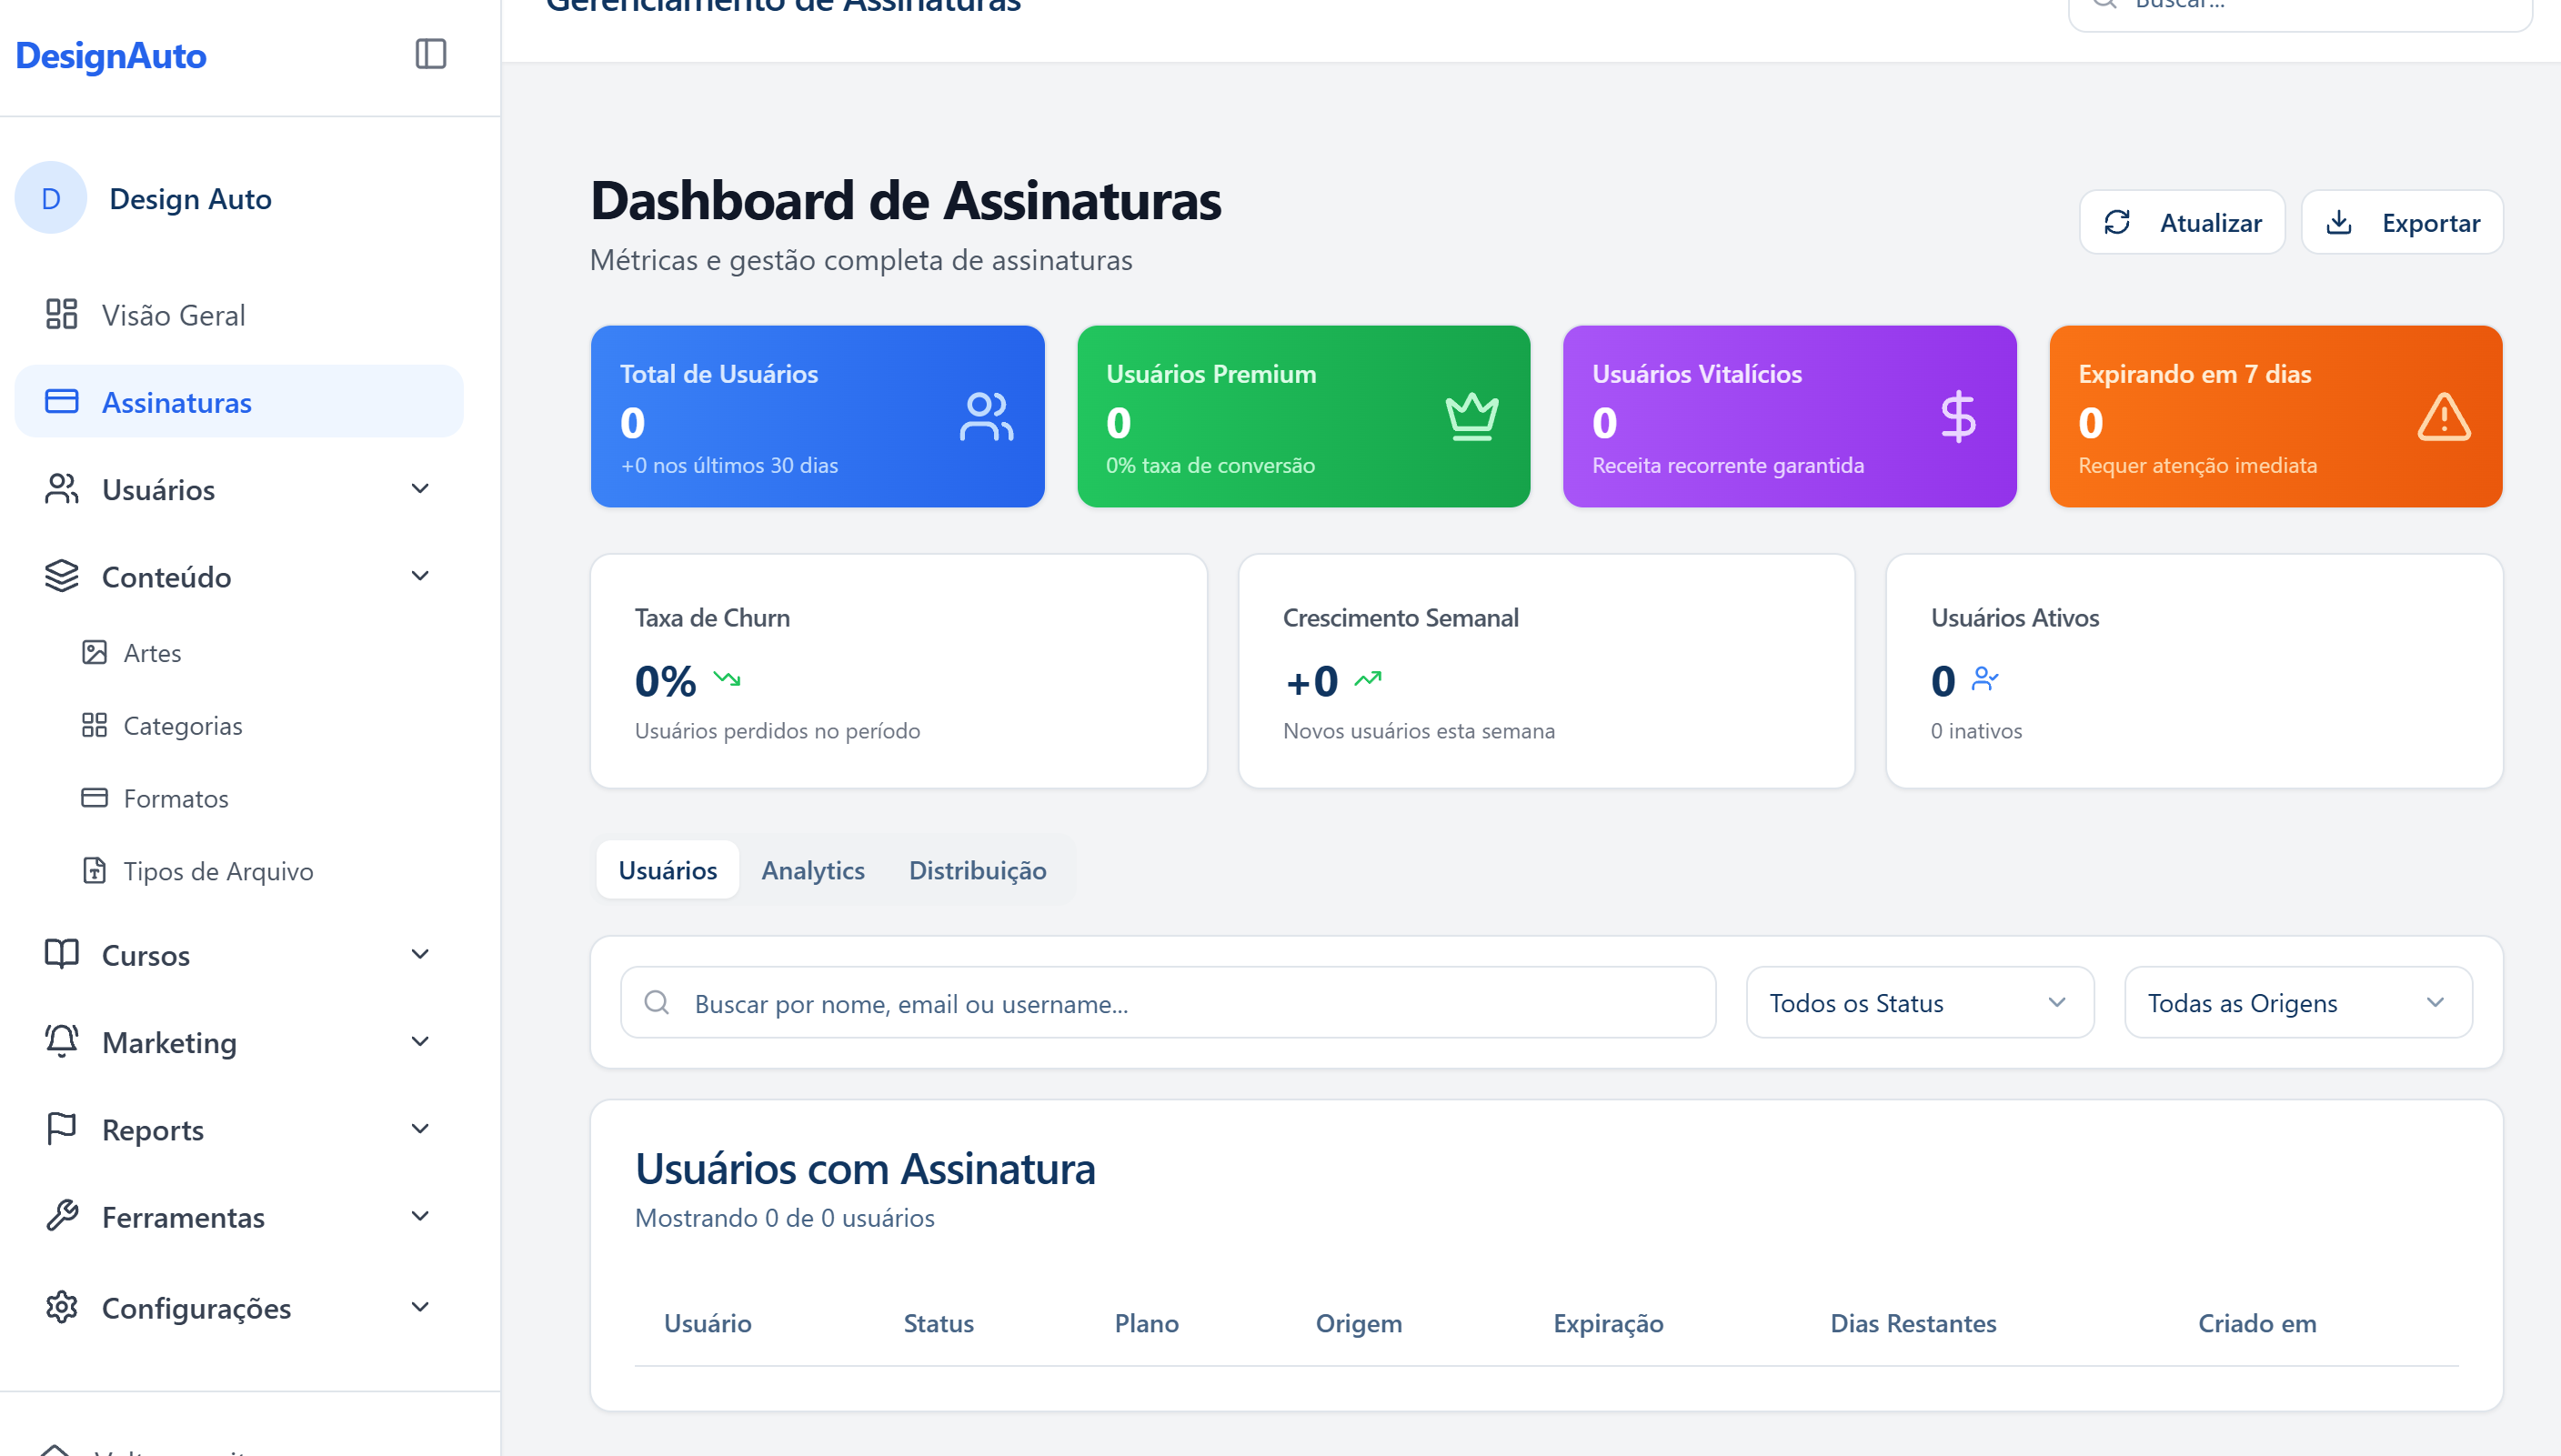 DesignAuto
D
Design Auto
Visão Geral
Assinaturas
Usuários
Conteúdo
Artes
Categorias
Formatos
Tipos de Arquivo
Cursos
Marketing
Reports
Ferramentas
Configurações
Gerenciamento de Assinaturas
Buscar...
Dashboard de Assinaturas
Métricas e gestão completa de assinaturas
Atualizar
Exportar
Total de Usuários
0
+0 nos últimos 30 dias
Usuários Premium
0
0% taxa de conversão
Usuários Vitalícios
0
Receita recorrente garantida
Expirando em 7 dias
0
Requer atenção imediata
Taxa de Churn
0%
Usuários perdidos no período
Crescimento Semanal
+0
Novos usuários esta semana
Usuários Ativos
0
0 inativos
Usuários Analytics Distribuição
Buscar por nome, email ou username...
Todos os Status
Todas as Origens
Usuários com Assinatura
Mostrando 0 de 0 usuários
Usuário Status Plano Origem Expiração Dias Restantes Criado em